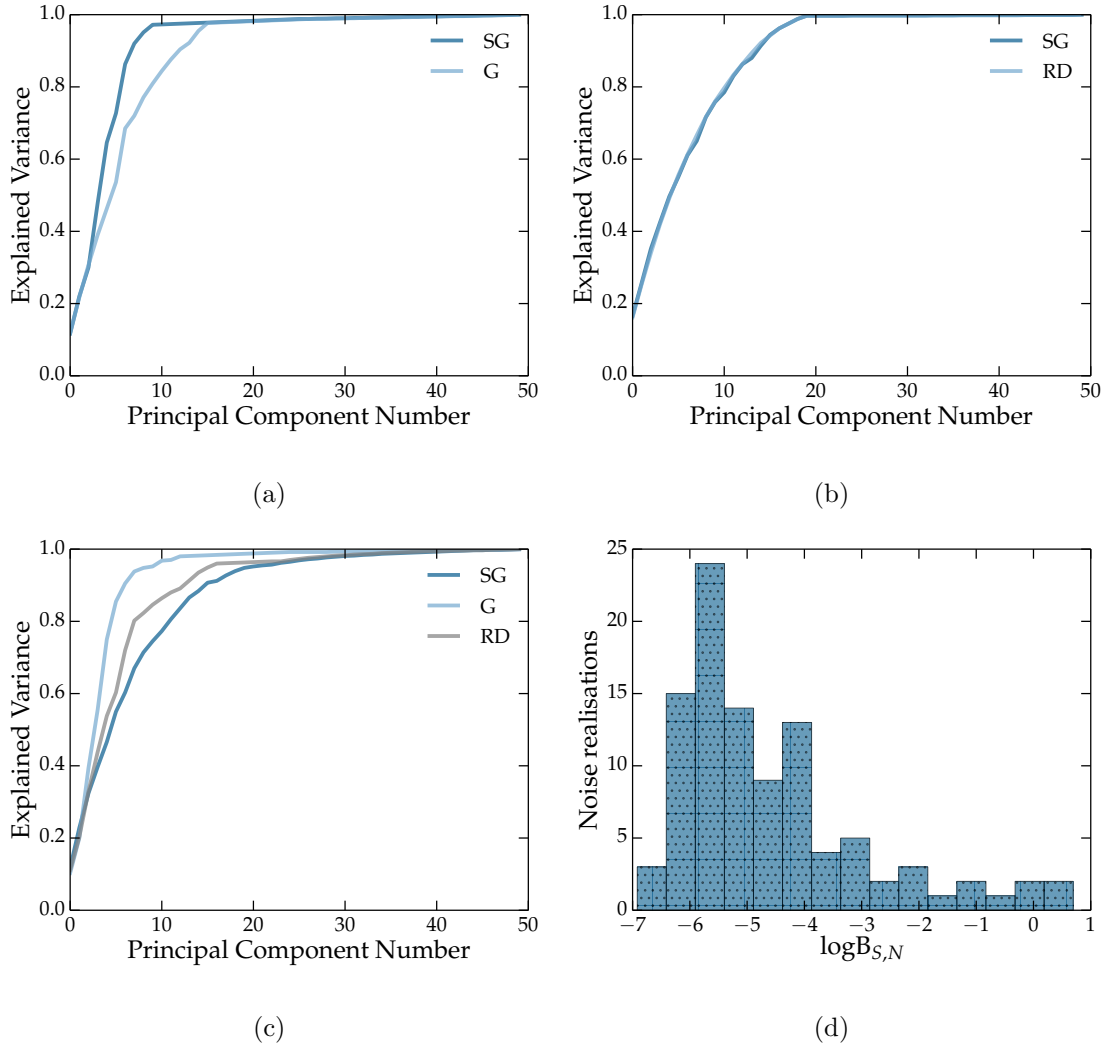 1.0
0.8
0.6
0.4
0.2
0.0
Explained Variance
SG
G
0 10 20 30 40 50
Principal Component Number
(a)
1.0
0.8
0.6
0.4
0.2
0.0
Explained Variance
SG
RD
0 10 20 30 40 50
Principal Component Number
(b)
1.0
0.8
0.6
0.4
0.2
0.0
Explained Variance
SG
G
RD
0 10 20 30 40 50
Principal Component Number
(c)
25
20
15
10
5
0
Noise realisations
−7 −6 −5 −4 −3 −2 −1 0 1
logB_{S,N}
(d)